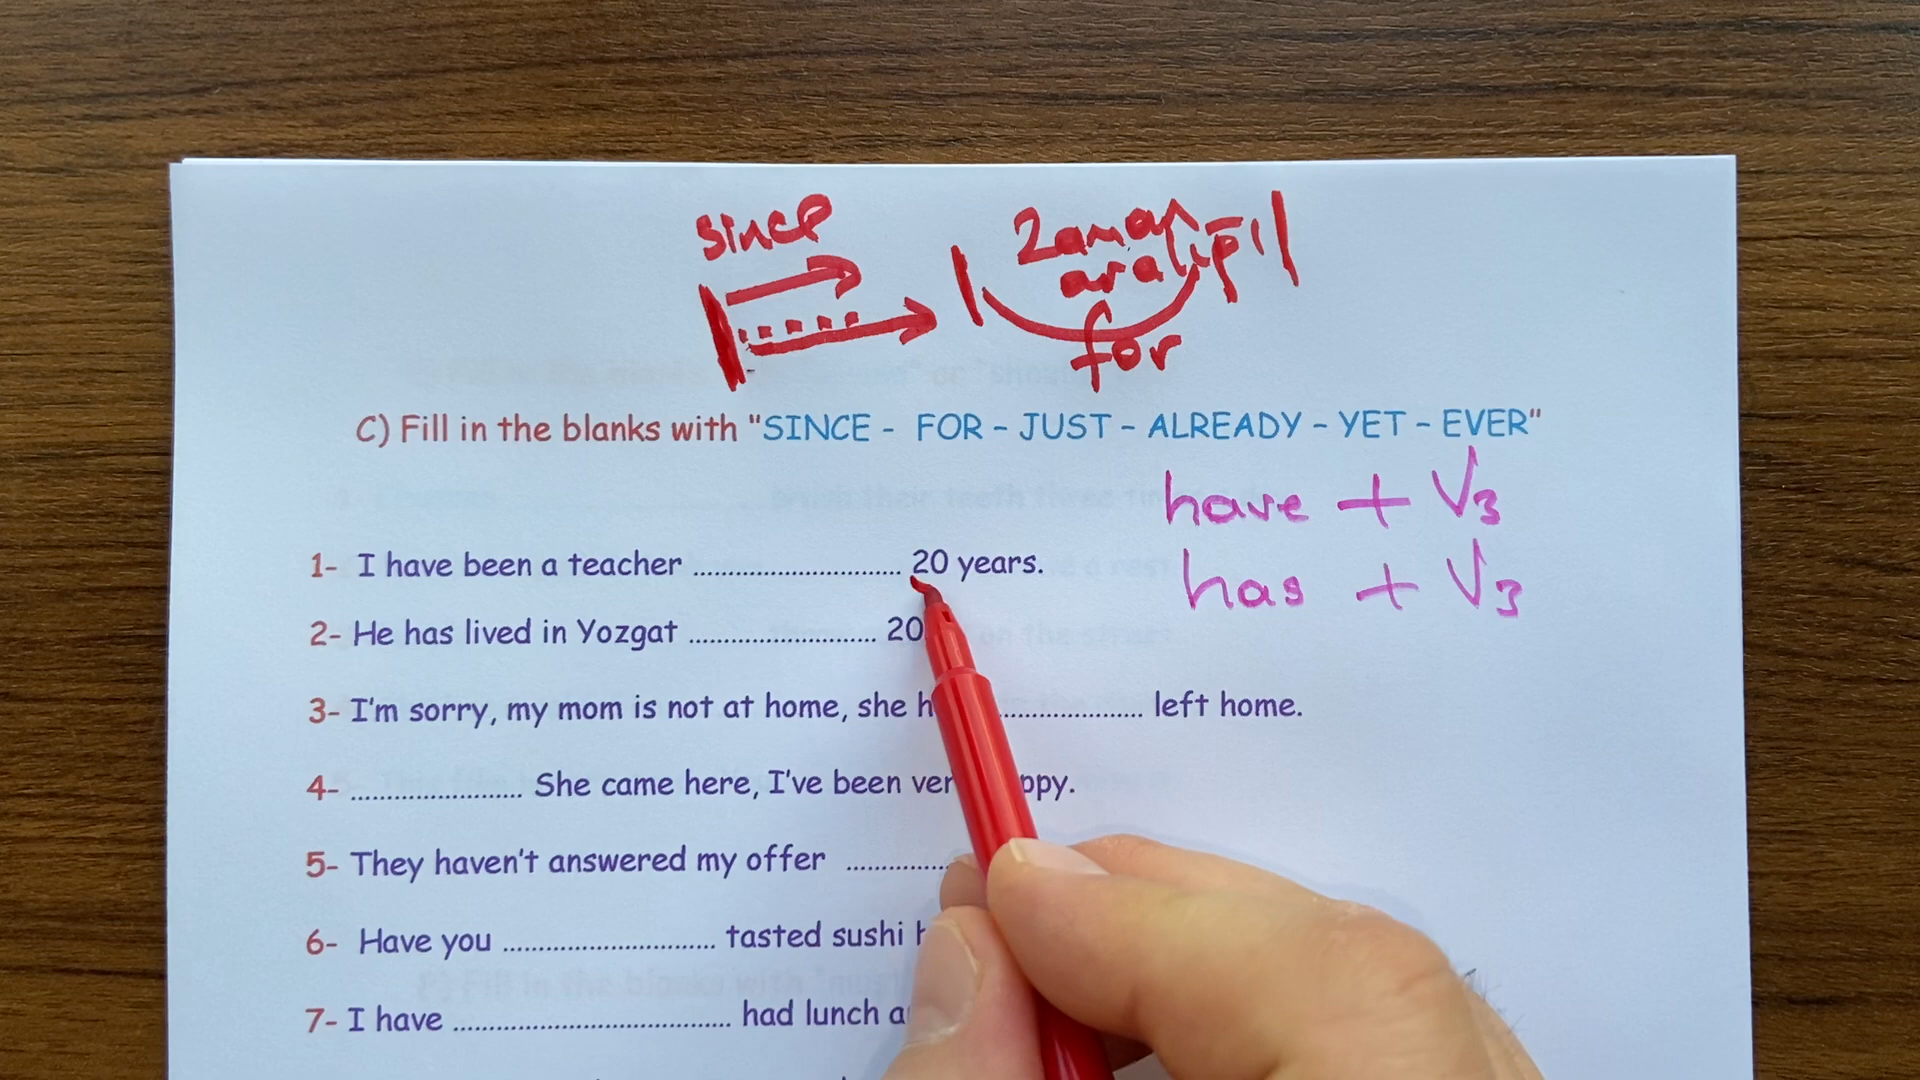 since
Zaman
aralığı
for
C) Fill in the blanks with "SINCE - FOR - JUST - ALREADY - YET - EVER"
have + V3
has + V3
1- I have been a teacher .......................... 20 years.
2- He has lived in Yozgat ........................ 20
3- I'm sorry, my mom is not at home, she h .................. left home.
4- ...................... She came here, I've been ver ppy.
5- They haven't answered my offer .............
6- Have you ........................... tasted sushi
7- I have ................................... had lunch